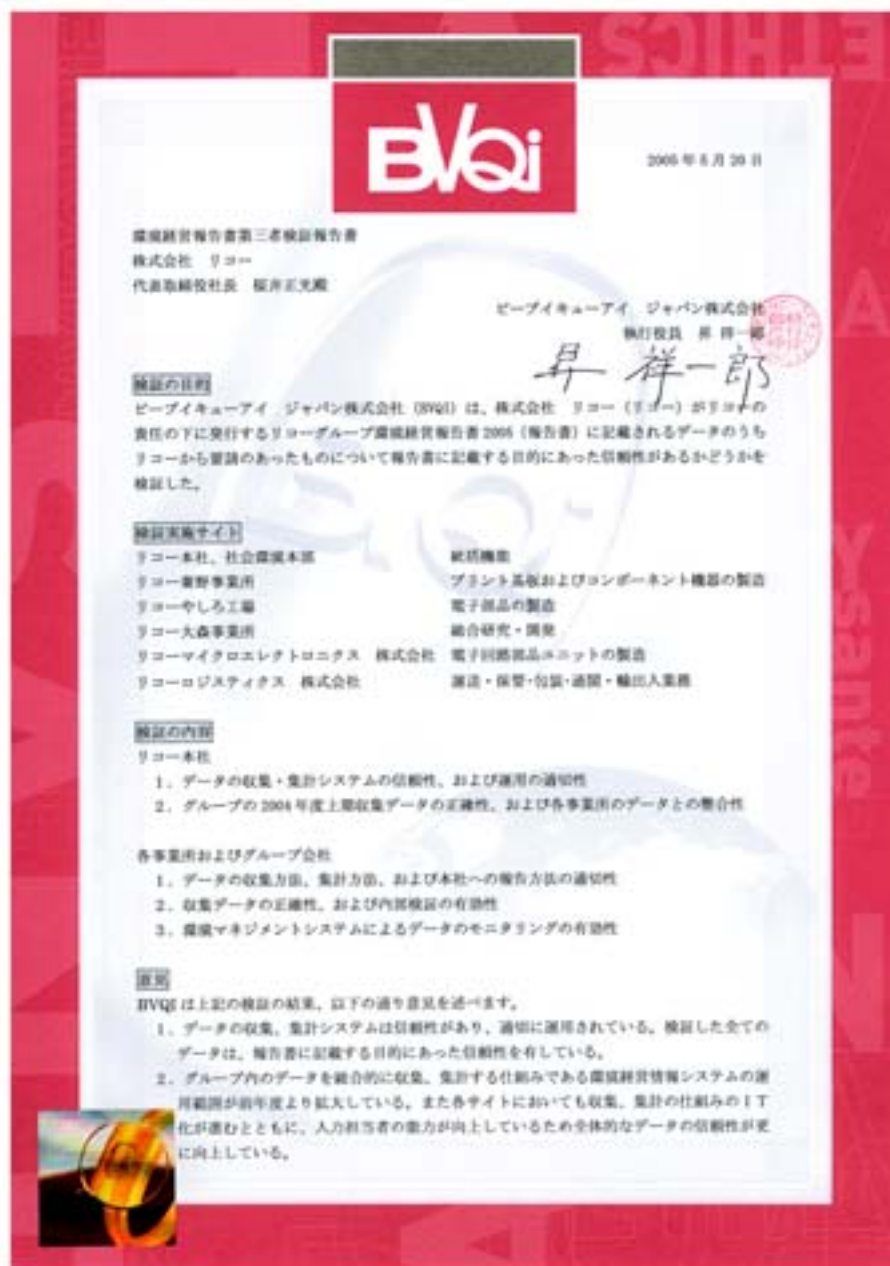 ETHICS
BVQi
2005 年 5 月 20 日
環境経営報告書第三者検証報告書
株式会社 リコー
代表取締役社長 桜井正光殿
ビーブイキューアイ ジャパン株式会社
執行役員 昇 祥一郎
昇 祥一郎
検証の目的
ビーブイキューアイ ジャパン株式会社 (BVQI) は、株式会社 リコー (リコー) がリコーの
責任の下に発行するリコーグループ環境経営報告書 2005 (報告書) に記載されるデータのうち
リコーから要請のあったものについて報告書に記載する目的にあった信頼性があるかどうかを
検証した。
検証実施サイト
リコー本社、社会環境本部 統括機能
リコー秦野事業所 プリント基板およびコンポーネント機器の製造
リコーやしろ工場 電子部品の製造
リコー大森事業所 総合研究・開発
リコーマイクロエレクトロニクス 株式会社 電子回路部品ユニットの製造
リコーロジスティクス 株式会社 運送・保管・包装・通関・輸出入業務
検証の内容
リコー本社
1. データの収集・集計システムの信頼性、および運用の適切性
2. グループの 2004 年度上期収集データの正確性、および各事業所のデータとの整合性
各事業所およびグループ会社
1. データの収集方法、集計方法、および本社への報告方法の適切性
2. 収集データの正確性、および内部検証の有効性
3. 環境マネジメントシステムによるデータのモニタリングの有効性
意見
BVQI は上記の検証の結果、以下の通り意見を述べます。
1. データの収集、集計システムは信頼性があり、適切に運用されている。検証した全ての
データは、報告書に記載する目的にあった信頼性を有している。
2. グループ内のデータを統合的に収集、集計する仕組みである環境経営情報システムの運
用範囲が前年度より拡大している。また各サイトにおいても収集、集計の仕組みの I T
化が進むとともに、入力担当者の能力が向上しているため全体的なデータの信頼性が更
に向上している。